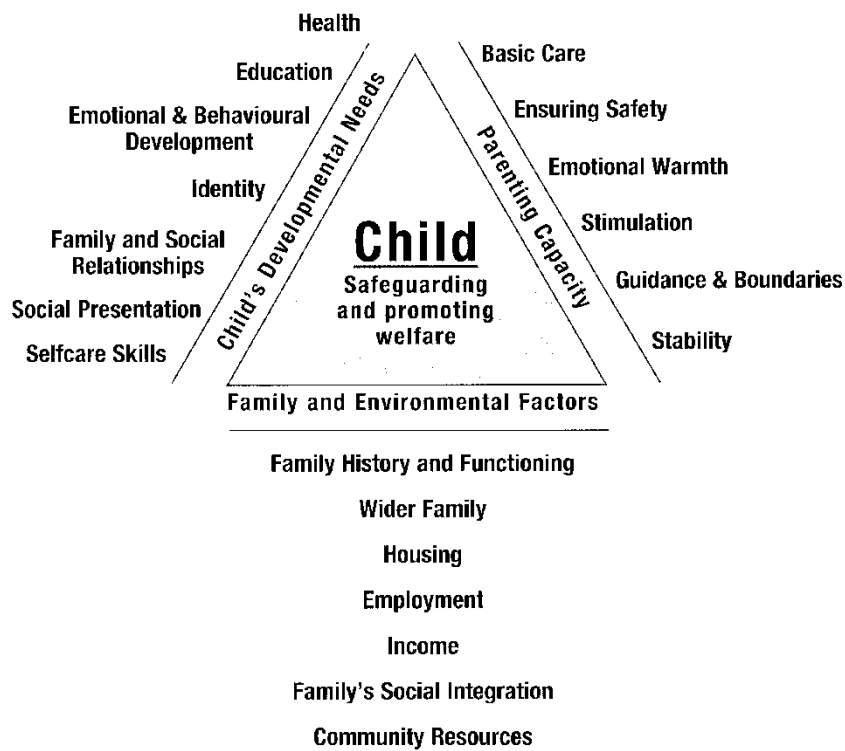 Health
Education
Emotional & Behavioural
Development
Identity
Family and Social
Relationships
Social Presentation
Selfcare Skills
Child's Developmental Needs
Basic Care
Ensuring Safety
Emotional Warmth
Stimulation
Guidance & Boundaries
Stability
Parenting Capacity
Child
Safeguarding
and promoting
welfare
Family and Environmental Factors
Family History and Functioning
Wider Family
Housing
Employment
Income
Family's Social Integration
Community Resources